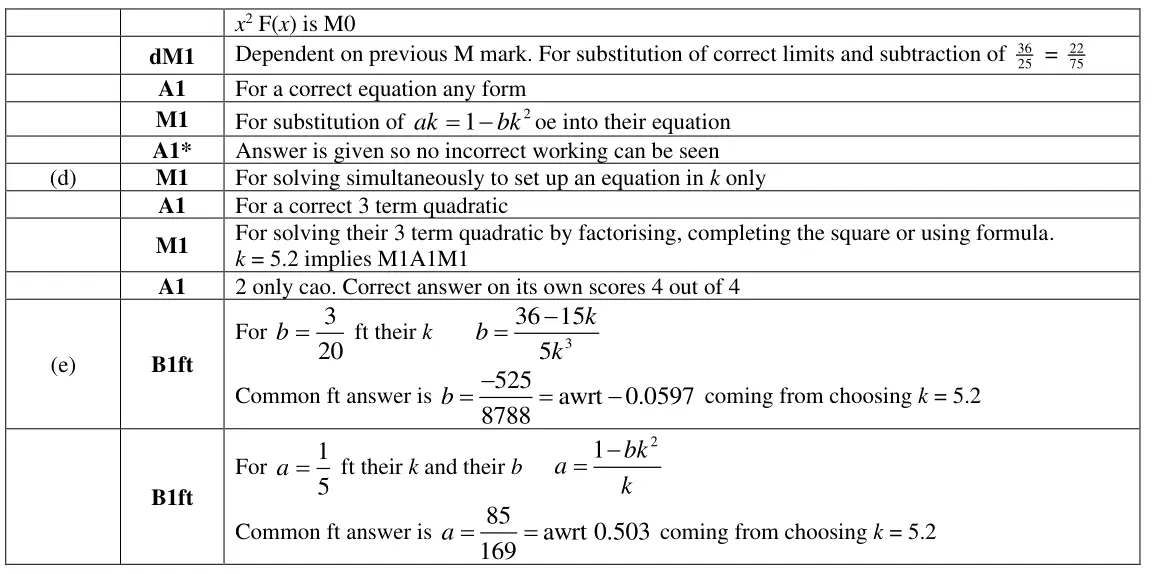 x² F(x) is M0
dM1 Dependent on previous M mark. For substitution of correct limits and subtraction of 36/25 = 22/75
A1 For a correct equation any form
M1 For substitution of ak = 1 − bk² oe into their equation
A1* Answer is given so no incorrect working can be seen
(d) M1 For solving simultaneously to set up an equation in k only
A1 For a correct 3 term quadratic
M1 For solving their 3 term quadratic by factorising, completing the square or using formula.
k = 5.2 implies M1A1M1
A1 2 only cao. Correct answer on its own scores 4 out of 4
(e) B1ft For b = 3/20 ft their k b = (36 − 15k)/(5k³)
Common ft answer is b = −525/8788 = awrt − 0.0597 coming from choosing k = 5.2
B1ft For a = 1/5 ft their k and their b a = (1 − bk²)/k
Common ft answer is a = 85/169 = awrt 0.503 coming from choosing k = 5.2